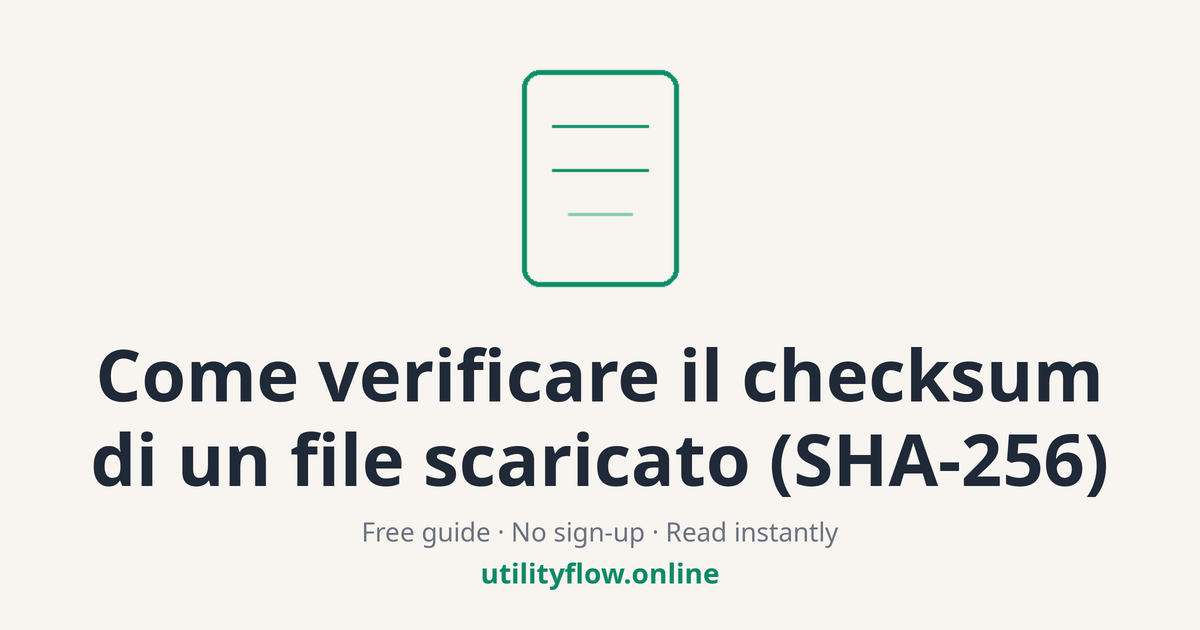 Come verificare il checksum
di un file scaricato (SHA-256)
Free guide · No sign-up · Read instantly
utilityflow.online